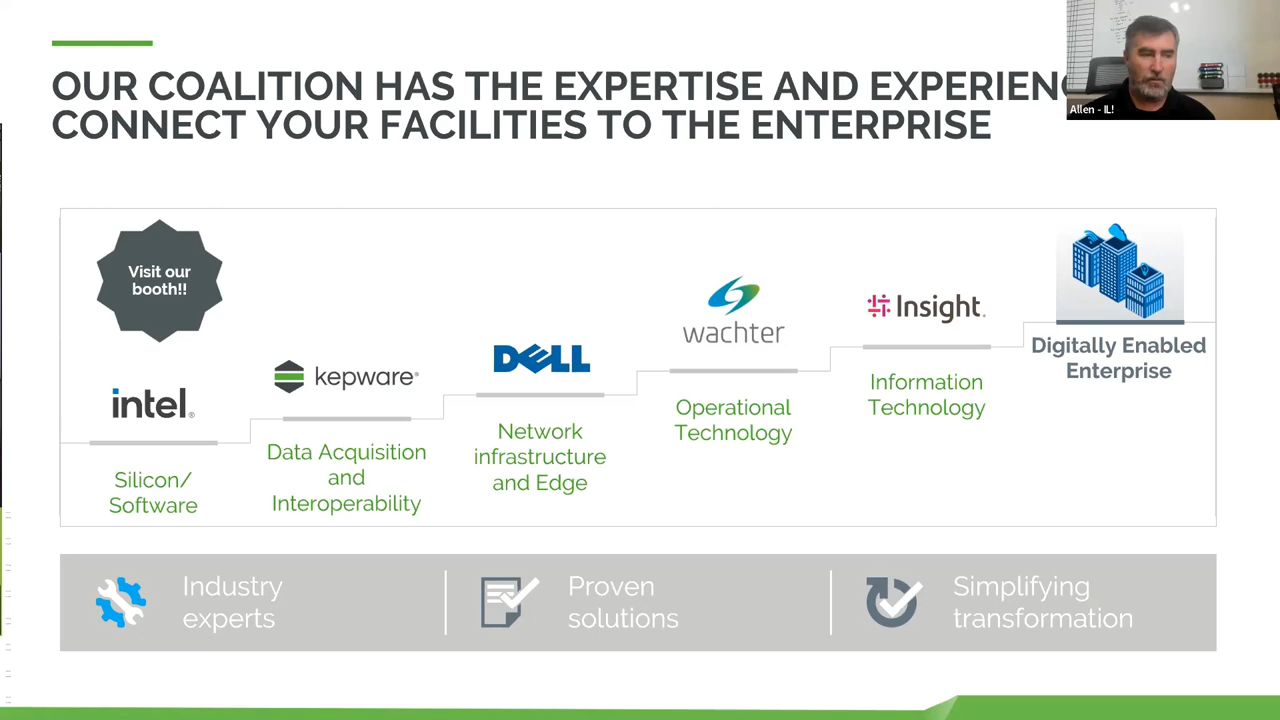 OUR COALITION HAS THE EXPERTISE AND EXPERIENC
CONNECT YOUR FACILITIES TO THE ENTERPRISE
Allen - IL!
Visit our
booth!!
intel®
Silicon/
Software
kepware®
Data Acquisition
and
Interoperability
DELL
Network
infrastructure
and Edge
wachter
Operational
Technology
Insight®
Information
Technology
Digitally Enabled
Enterprise
Industry
experts
Proven
solutions
Simplifying
transformation